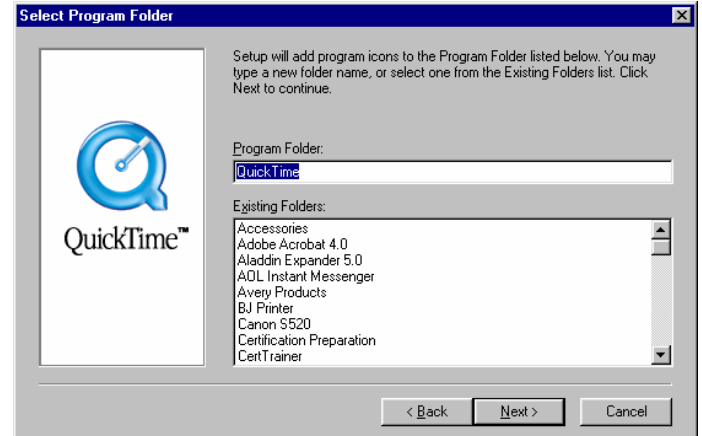 Select Program Folder
Setup will add program icons to the Program Folder listed below. You may
type a new folder name, or select one from the Existing Folders list. Click
Next to continue.
Program Folder:
QuickTime
QuickTime™
Existing Folders:
Accessories
Adobe Acrobat 4.0
Aladdin Expander 5.0
AOL Instant Messenger
Avery Products
BJ Printer
Canon S520
Certification Preparation
CertTrainer
< Back
Next >
Cancel